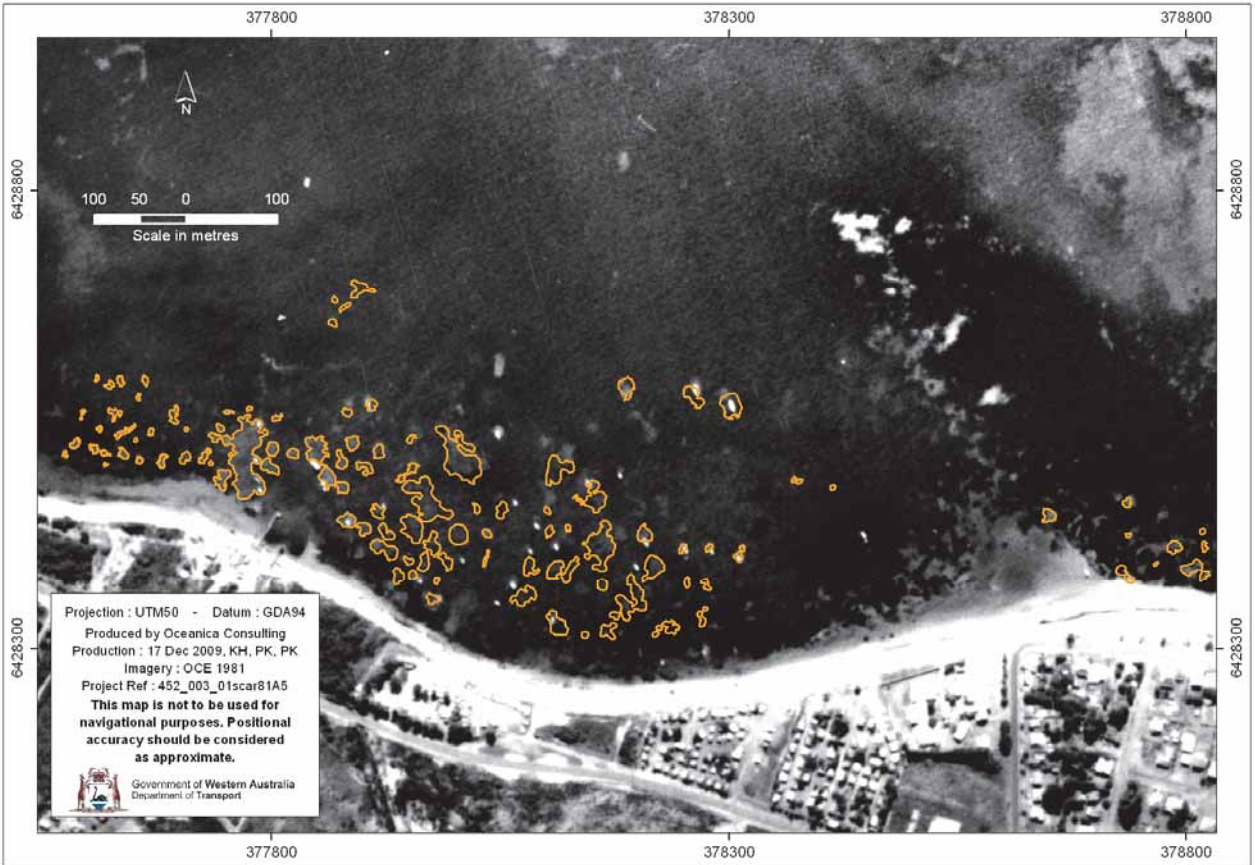 377800
378300
378800
N
6428800
6428800
100 50 0 100
Scale in metres
Projection : UTM50 - Datum : GDA94
Produced by Oceanica Consulting
Production : 17 Dec 2009, KH, PK, PK
Imagery : OCE 1981
Project Ref : 452_003_01scar81A5
This map is not to be used for
navigational purposes. Positional
accuracy should be considered
as approximate.
Government of Western Australia
Department of Transport
6428300
6428300
377800
378300
378800